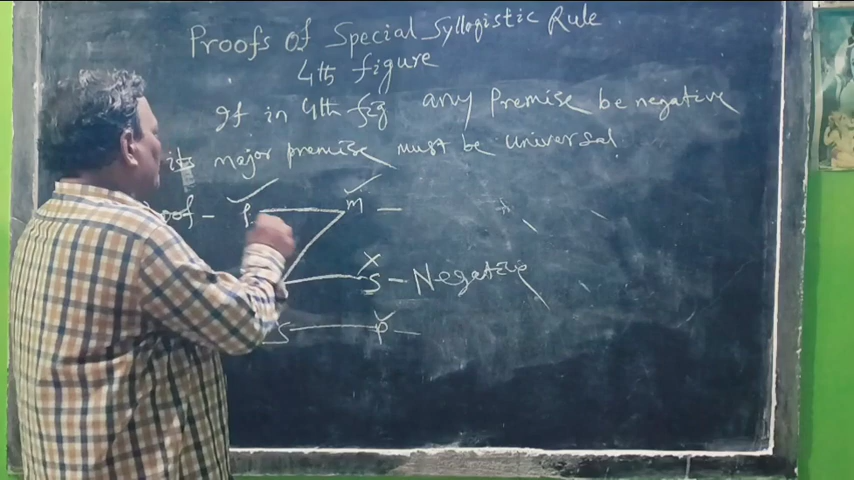 Proofs of Special Syllogistic Rule.
4th figure
If in 4th fig any Premise be negative
its major premise must be universal.
P ✓ M ✓ –
S × – Negative
S P ✓ –